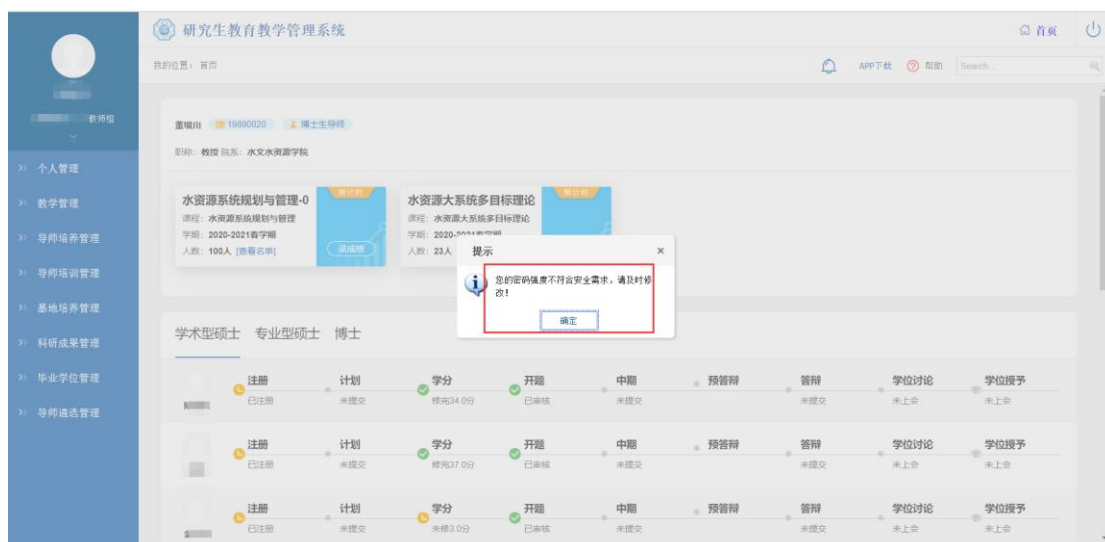 研究生教育教学管理系统
首页
我的位置: 首页
APP下载
帮助
Search...
教师组
个人管理
教学管理
导师培养管理
导师培训管理
基地培养管理
科研成果管理
毕业学位管理
导师遴选管理
19890020
博士生导师
职称: 教授 院系: 水文水资源学院
水资源系统规划与管理-0
课程: 水资源系统规划与管理
学期: 2020-2021春学期
人数: 100人 [查看名单]
录成绩
水资源大系统多目标理论
课程: 水资源大系统多目标理论
学期: 2020-2021春学期
人数: 23人
提示
×
您的密码强度不符合安全需求，请及时修
改!
确定
学术型硕士 专业型硕士 博士
注册 计划 学分 开题 中期 预答辩 答辩 学位讨论 学位授予
已注册 未提交 修完34.0分 已审核 未提交 未提交 未上会 未上会
注册 计划 学分 开题 中期 预答辩 答辩 学位讨论 学位授予
已注册 未提交 修完37.0分 已审核 未提交 未提交 未上会 未上会
注册 计划 学分 开题 中期 预答辩 答辩 学位讨论 学位授予
已注册 未提交 未修3.0分 已审核 未提交 未提交 未上会 未上会